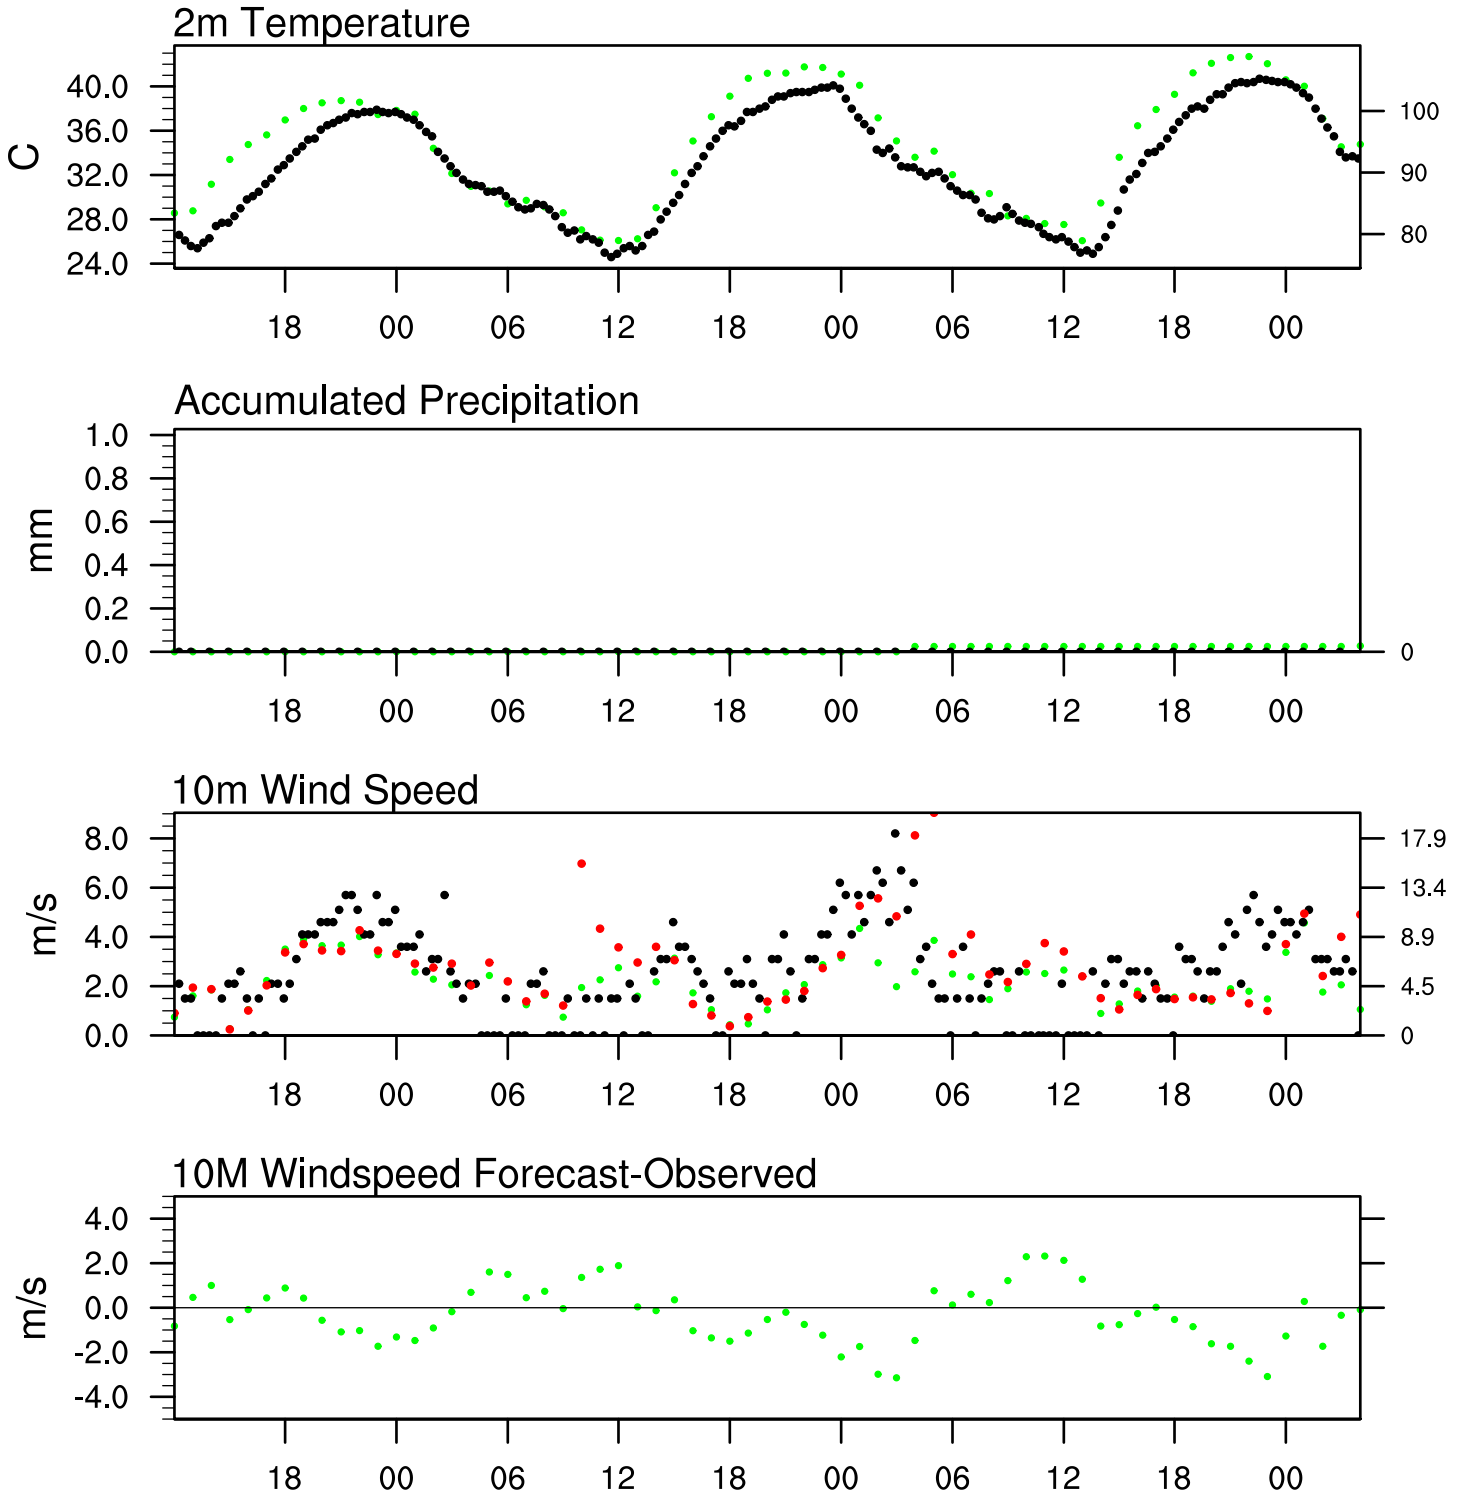 2m Temperature
40.0
36.0
32.0
28.0
24.0
C
100
90
80
18 00 06 12 18 00 06 12 18 00
Accumulated Precipitation
1.0
0.8
0.6
0.4
0.2
0.0
mm
0
18 00 06 12 18 00 06 12 18 00
10m Wind Speed
8.0
6.0
4.0
2.0
0.0
m/s
17.9
13.4
8.9
4.5
0
18 00 06 12 18 00 06 12 18 00
10M Windspeed Forecast-Observed
4.0
2.0
0.0
-2.0
-4.0
m/s
18 00 06 12 18 00 06 12 18 00